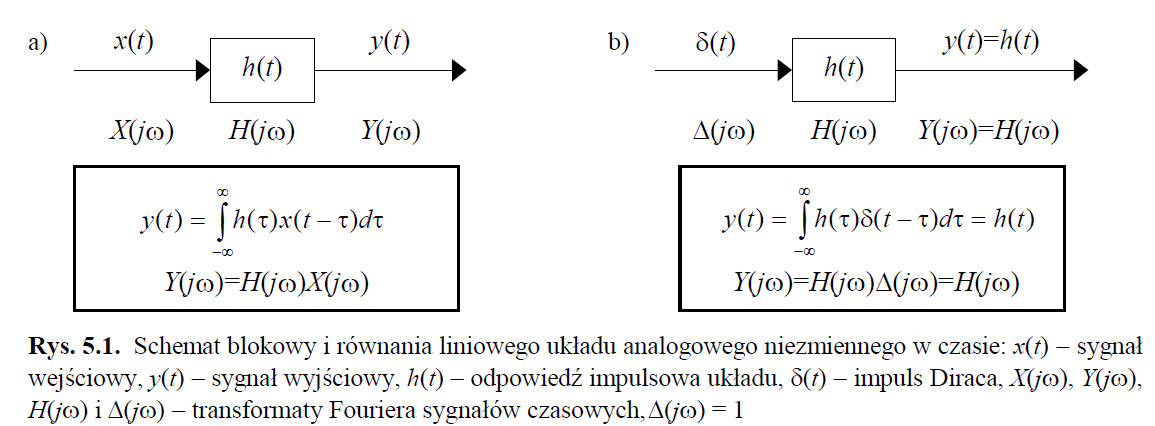 a) x(t) y(t)
h(t)
X(jω) H(jω) Y(jω)
y(t) = ∫_{−∞}^{∞} h(τ)x(t − τ)dτ
Y(jω)=H(jω)X(jω)
b) δ(t) y(t)=h(t)
h(t)
Δ(jω) H(jω) Y(jω)=H(jω)
y(t) = ∫_{−∞}^{∞} h(τ)δ(t − τ)dτ = h(t)
Y(jω)=H(jω)Δ(jω)=H(jω)
Rys. 5.1. Schemat blokowy i równania liniowego układu analogowego niezmiennego w czasie: x(t) – sygnał
wejściowy, y(t) – sygnał wyjściowy, h(t) – odpowiedź impulsowa układu, δ(t) – impuls Diraca, X(jω), Y(jω),
H(jω) i Δ(jω) – transformaty Fouriera sygnałów czasowych, Δ(jω) = 1